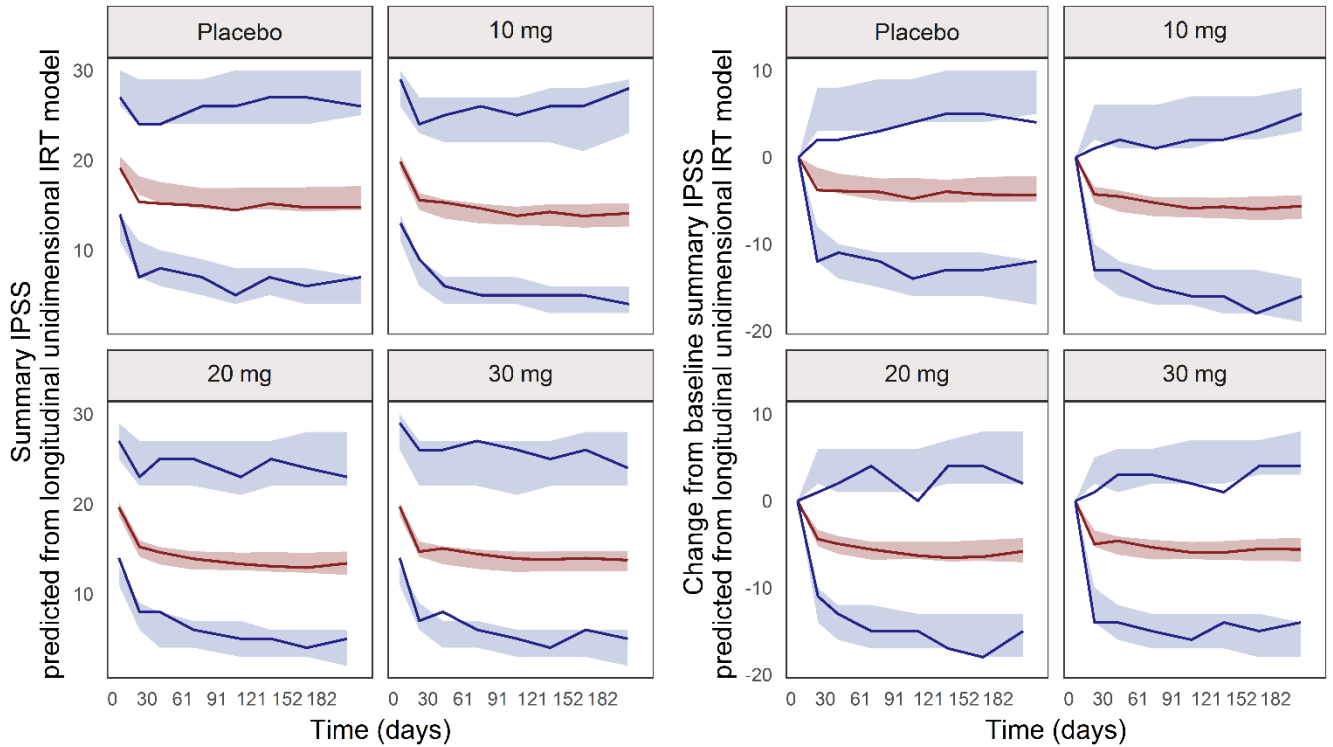 Summary IPSS
predicted from longitudinal unidimensional IRT model
Placebo
10 mg
30
20
10
20 mg
30 mg
30
20
10
0 30 61 91 121 152 182
0 30 61 91 121 152 182
Time (days)
Change from baseline summary IPSS
predicted from longitudinal unidimensional IRT model
Placebo
10 mg
10
0
-10
-20
20 mg
30 mg
10
0
-10
-20
0 30 61 91 121 152 182
0 30 61 91 121 152 182
Time (days)